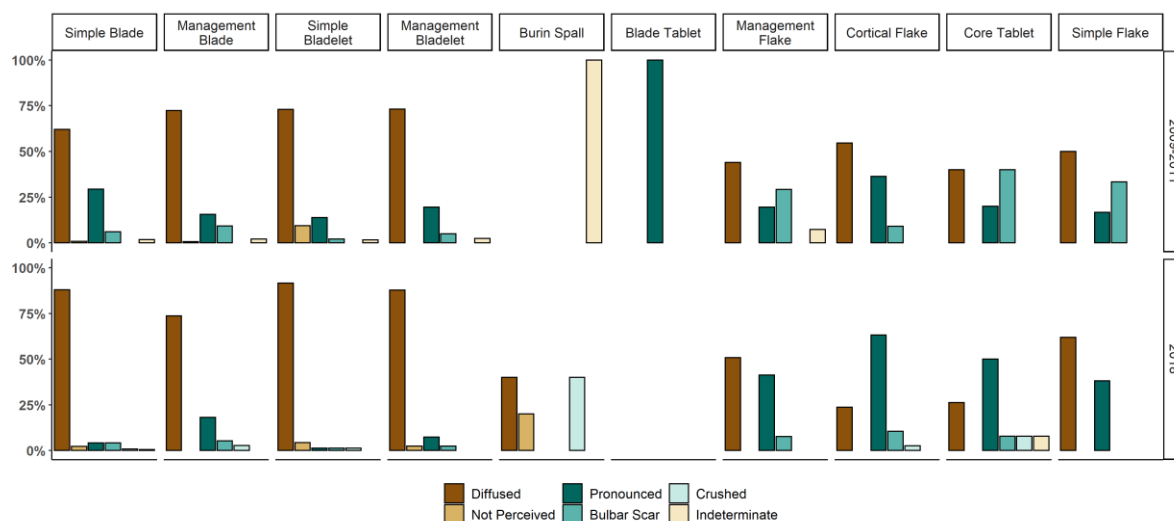 Simple Blade
Management
Blade
Simple
Bladelet
Management
Bladelet
Burin Spall
Blade Tablet
Management
Flake
Cortical Flake
Core Tablet
Simple Flake
100%
75%
50%
25%
0%
100%
75%
50%
25%
0%
Diffused
Pronounced
Crushed
Not Perceived
Bulbar Scar
Indeterminate